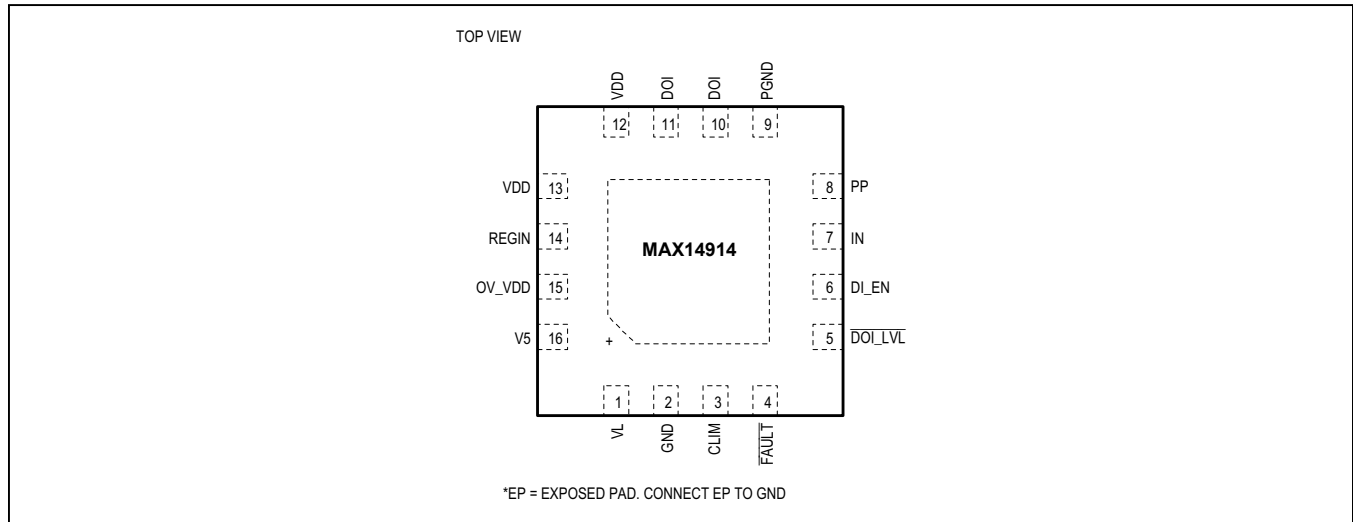 TOP VIEW
VDD
DOI
DOI
PGND
12
11
10
9
VDD 13
8 PP
REGIN 14
MAX14914
7 IN
OV_VDD 15
6 DI_EN
V5 16
+
5 DOI_LVL
1
2
3
4
VL
GND
CLIM
FAULT
*EP = EXPOSED PAD. CONNECT EP TO GND